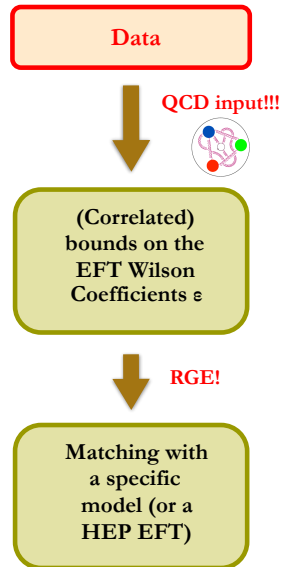 Data
QCD input!!!
(Correlated)
bounds on the
EFT Wilson
Coefficients ε
RGE!
Matching with
a specific
model (or a
HEP EFT)